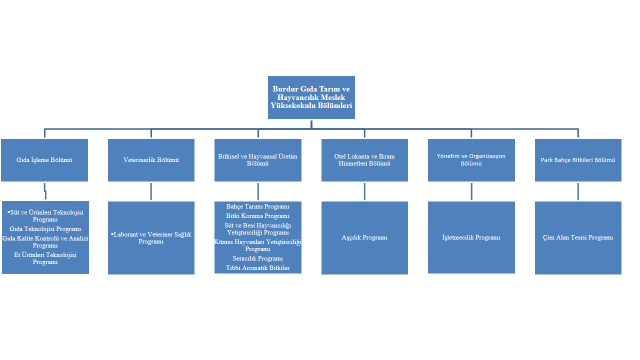 Burdur Gıda Tarım ve
Hayvancılık Meslek
Yüksekokulu Bölümleri
Gıda İşleme Bölümü
Veterinerlik Bölümü
Bitkisel ve Hayvansal Üretim
Bölümü
Otel Lokanta ve İkram
Hizmetleri Bölümü
Yönetim ve Organizasyon
Bölümü
Park Bahçe Bitkileri Bölümü
•Süt ve Ürünleri Teknolojisi
Programı
Gıda Teknolojisi Programı
Gıda Kalite Kontrolü ve Analizi
Programı
Et Ürünleri Teknolojisi
Programı
•Laborant ve Veteriner Sağlık
Programı
Bahçe Tarımı Programı
Bitki Koruma Programı
Süt ve Besi Hayvancılığı
Yetiştiriciliği Programı
Kümes Hayvanları Yetiştiriciliği
Programı
Seracılık Programı
Tıbbi Aromatik Bitkiler
Aşçılık Programı
İşletmecilik Programı
Çim Alan Tesisi Programı